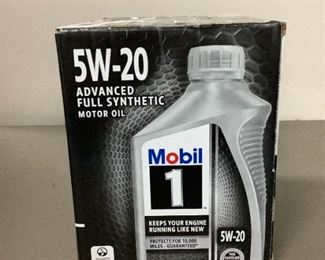 5W-20
ADVANCED
FULL SYNTHETIC
MOTOR OIL
Mobil
1
KEEPS YOUR ENGINE
RUNNING LIKE NEW
PROTECTS FOR 10,000
MILES - GUARANTEED*
5W-20